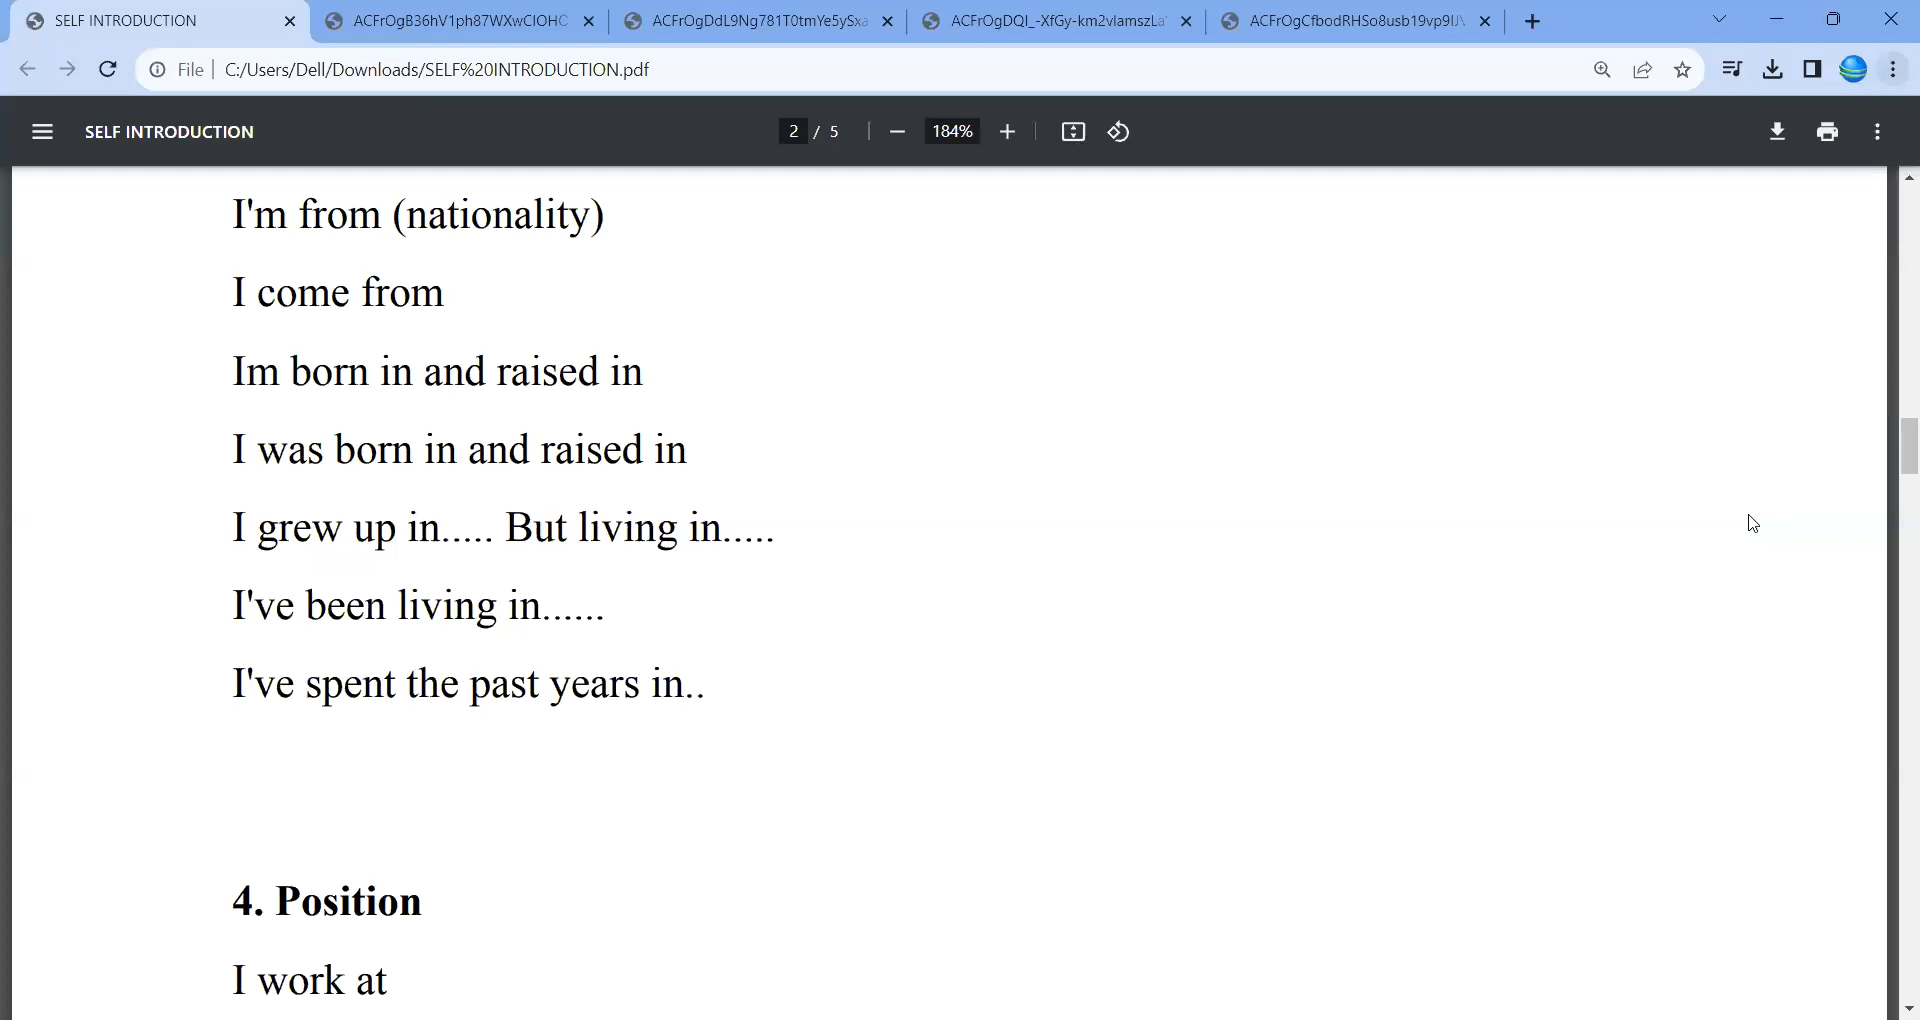 SELF INTRODUCTION
ACFrOgB36hV1ph87WXwCIOHC
ACFrOgDdL9Ng781T0tmYe5ySxa
ACFrOgDQI_-XfGy-km2vlamszLa
ACFrOgCfbodRHSo8usb19vp9IJ
File
C:/Users/Dell/Downloads/SELF%20INTRODUCTION.pdf
SELF INTRODUCTION
2 / 5
184%
I'm from (nationality)
I come from
Im born in and raised in
I was born in and raised in
I grew up in..... But living in.....
I've been living in......
I've spent the past years in..
4. Position
I work at